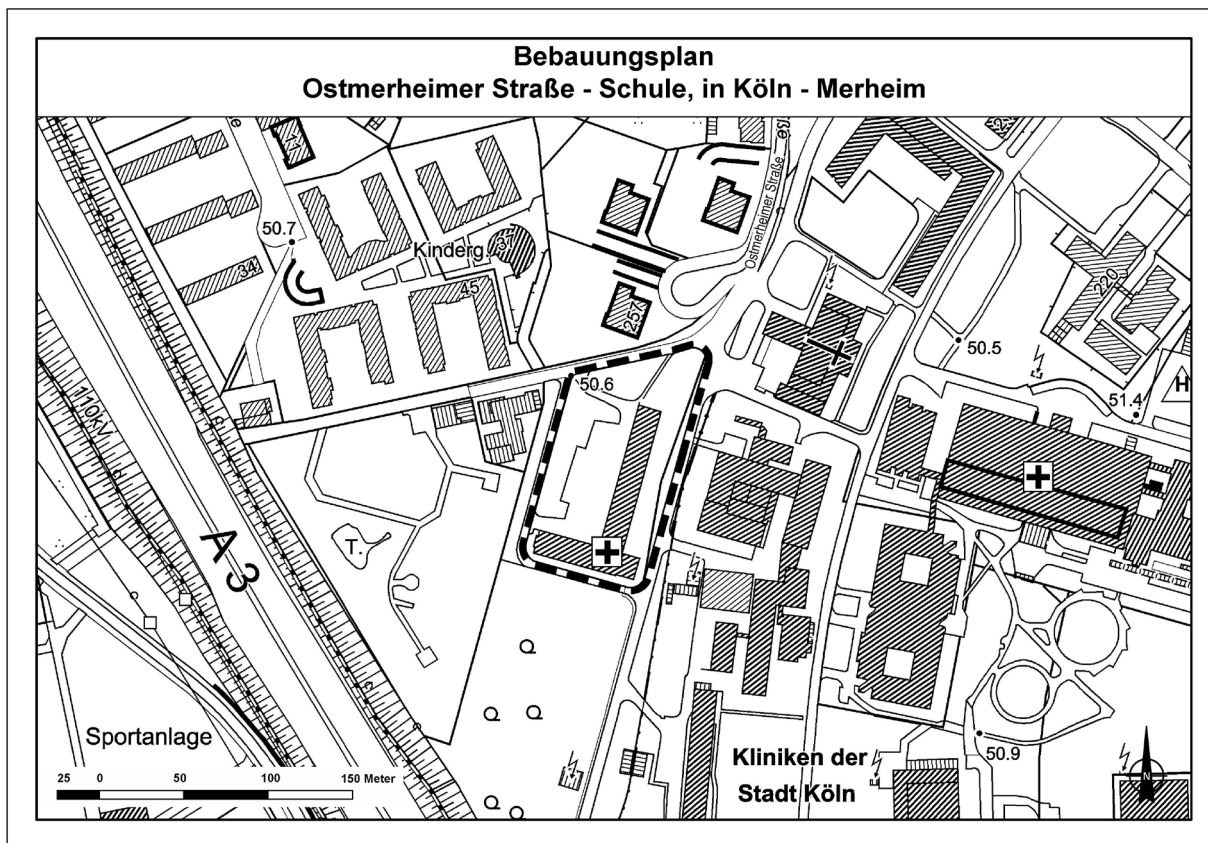 Bebauungsplan
Ostmerheimer Straße - Schule, in Köln - Merheim
Ostmerheimer Straße
50.7
Kinderg.
37
34
45
257
220
50.5
50.6
51.4
H
110kV
A 3
T.
Sportanlage
Kliniken der
Stadt Köln
50.9
25 0 50 100 150 Meter
N